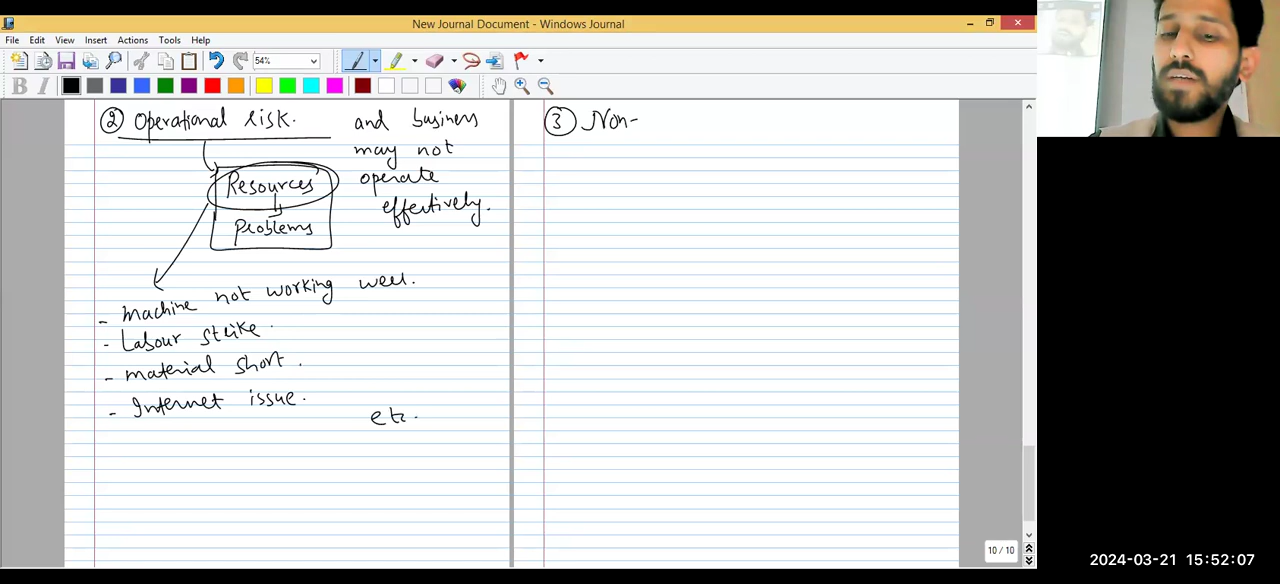 New Journal Document - Windows Journal
File Edit View Insert Actions Tools Help
54%
B I
② Operational risk.
Resources
Problems
and business
may not
operate
effectively.
- Machine not working well.
- Labour strike.
- material short.
- Internet issue.
etc.
③ Non-
10 / 10
2024-03-21 15:52:07